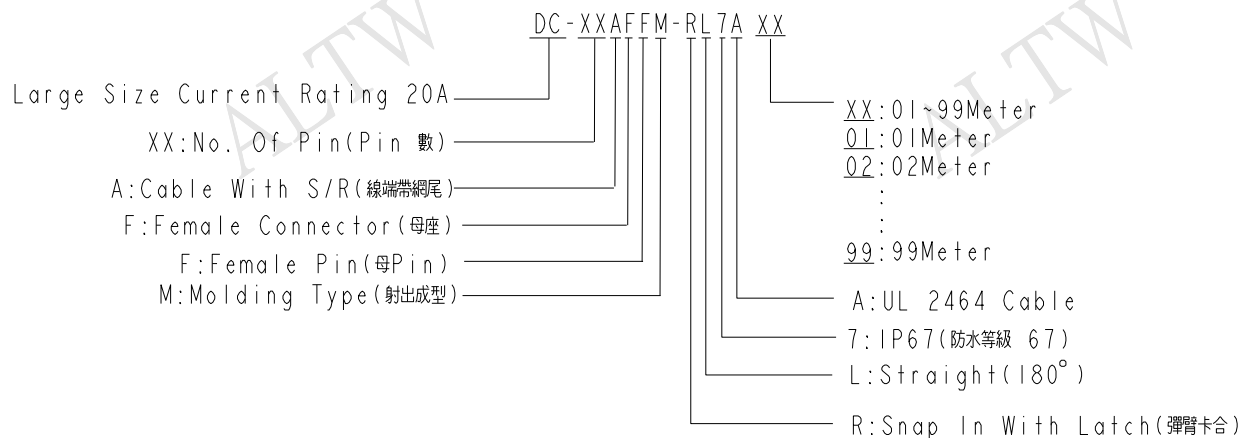 DC-XXAFFM-RL7A XX
Large Size Current Rating 20A
XX:No. Of Pin(Pin 數)
A:Cable With S/R(線端帶網尾)
F:Female Connector(母座)
F:Female Pin(母Pin)
M:Molding Type(射出成型)
XX:01~99Meter
01:01Meter
02:02Meter
:
:
99:99Meter
A:UL 2464 Cable
7:IP67(防水等級 67)
L:Straight(180°)
R:Snap In With Latch(彈臂卡合)
ALTW
ALTW